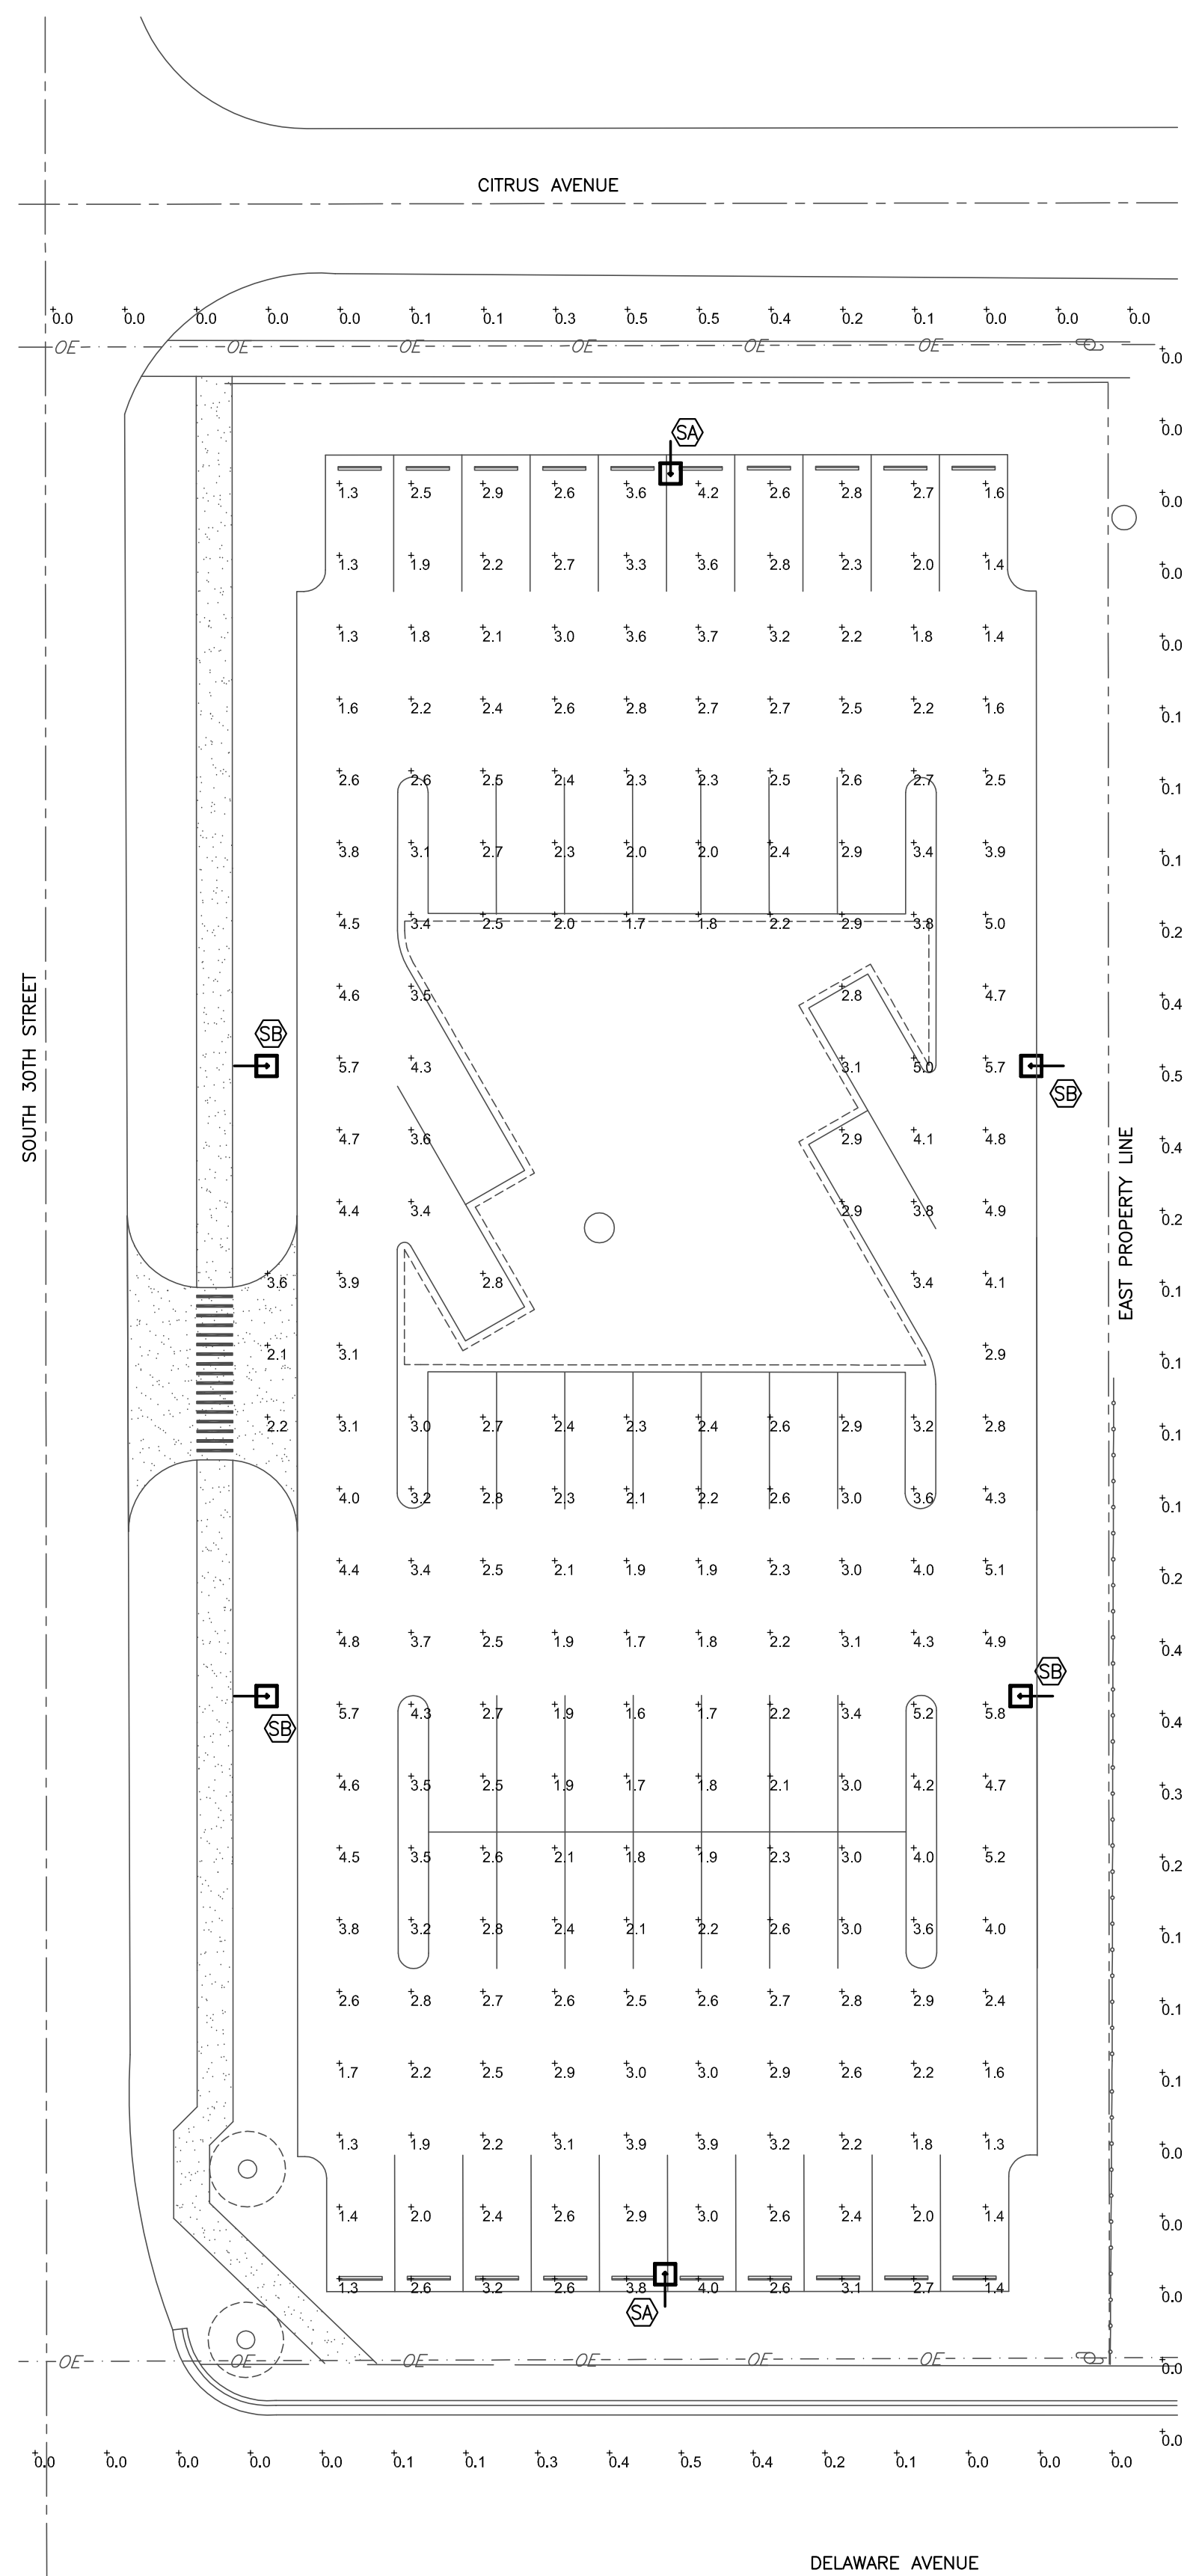 CITRUS AVENUE
0.0 0.0 0.0 0.0 0.0 0.1 0.1 0.3 0.5 0.5 0.4 0.2 0.1 0.0 0.0 0.0
OE OE OE OE OE OE
0.0
0.0
SA
1.3 2.5 2.9 2.6 3.6 4.2 2.6 2.8 2.7 1.6 0.0
1.3 1.9 2.2 2.7 3.3 3.6 2.8 2.3 2.0 1.4 0.0
1.3 1.8 2.1 3.0 3.6 3.7 3.2 2.2 1.8 1.4 0.0
1.6 2.2 2.4 2.6 2.8 2.7 2.7 2.5 2.2 1.6 0.1
2.6 2.6 2.5 2.4 2.3 2.3 2.5 2.6 2.7 2.5 0.1
3.8 3.1 2.7 2.3 2.0 2.0 2.4 2.9 3.4 3.9 0.1
4.5 3.4 2.5 2.0 1.7 1.8 2.2 2.9 3.8 5.0 0.2
4.6 3.5 2.8 4.7 0.4
SB
5.7 4.3 3.1 5.0 5.7 0.5
SB
SOUTH 30TH STREET
4.7 3.6 2.9 4.1 4.8 0.4
4.4 3.4 2.9 3.8 4.9 0.2
EAST PROPERTY LINE
3.6 3.9 2.8 3.4 4.1 0.1
2.1 3.1 2.9 0.1
2.2 3.1 3.0 2.7 2.4 2.3 2.4 2.6 2.9 3.2 2.8 0.1
4.0 3.2 2.8 2.3 2.1 2.2 2.6 3.0 3.6 4.3 0.1
4.4 3.4 2.5 2.1 1.9 1.9 2.3 3.0 4.0 5.1 0.2
4.8 3.7 2.5 1.9 1.7 1.8 2.2 3.1 4.3 4.9 0.4
SB
5.7 4.3 2.7 1.9 1.6 1.7 2.2 3.4 5.2 5.8 0.4
SB
4.6 3.5 2.5 1.9 1.7 1.8 2.1 3.0 4.2 4.7 0.3
4.5 3.5 2.6 2.1 1.8 1.9 2.3 3.0 4.0 5.2 0.2
3.8 3.2 2.8 2.4 2.1 2.2 2.6 3.0 3.6 4.0 0.1
2.6 2.8 2.7 2.6 2.5 2.6 2.7 2.8 2.9 2.4 0.1
1.7 2.2 2.5 2.9 3.0 3.0 2.9 2.6 2.2 1.6 0.1
1.3 1.9 2.2 3.1 3.9 3.9 3.2 2.2 1.8 1.3 0.0
1.4 2.0 2.4 2.6 2.9 3.0 2.6 2.4 2.0 1.4 0.0
1.3 2.6 3.2 2.6 3.8 4.0 2.6 3.1 2.7 1.4 0.0
SA
OE OE OE OE OE OE 0.0
0.0
0.0 0.0 0.0 0.0 0.0 0.1 0.1 0.3 0.4 0.5 0.4 0.2 0.1 0.0 0.0 0.0
DELAWARE AVENUE